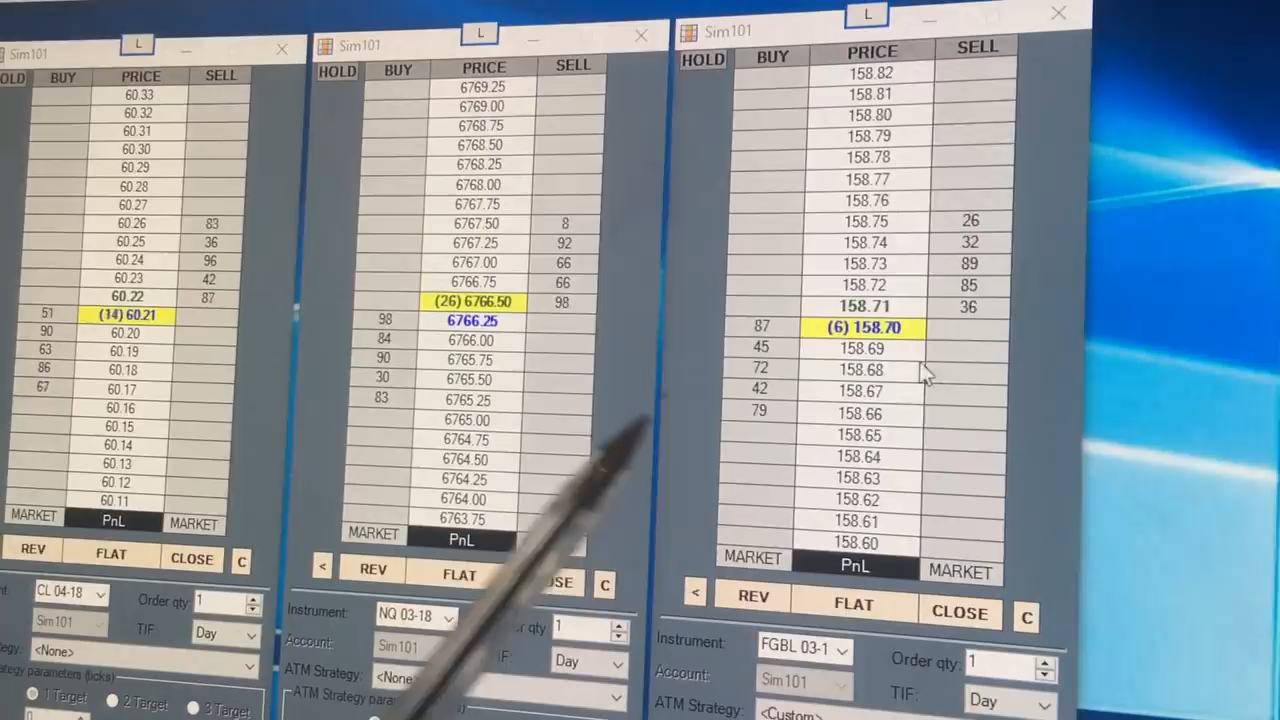 L
Sim101
OLD BUY PRICE SELL
60.33
60.32
60.31
60.30
60.29
60.28
60.27
60.26 83
60.25 36
60.24 96
60.23 42
60.22 87
51 (14) 60.21
90 60.20
63 60.19
86 60.18
67 60.17
60.16
60.15
60.14
60.13
60.12
60.11
MARKET PnL MARKET
REV FLAT CLOSE C
CL 04-18 Order qty: 1
Sim101 TIF: Day
<None>
1 Target 2 Target 3 Target
L
Sim101
HOLD BUY PRICE SELL
6769.25
6769.00
6768.75
6768.50
6768.25
6768.00
6767.75
6767.50 8
6767.25 92
6767.00 66
6766.75 66
(26) 6766.50 98
98 6766.25
84 6766.00
90 6765.75
30 6765.50
83 6765.25
6765.00
6764.75
6764.50
6764.25
6764.00
6763.75
MARKET PnL
< REV FLAT OSE C
Instrument: NQ 03-18 qty: 1
Account: Sim101 Day
ATM Strategy: <None
ATM Strategy para
L
Sim101
HOLD BUY PRICE SELL
158.82
158.81
158.80
158.79
158.78
158.77
158.76
158.75 26
158.74 32
158.73 89
158.72 85
158.71 36
87 (6) 158.70
45 158.69
72 158.68
42 158.67
79 158.66
158.65
158.64
158.63
158.62
158.61
158.60
MARKET PnL MARKET
< REV FLAT CLOSE C
Instrument: FGBL 03-1 Order qty: 1
Account: Sim101 TIF: Day
ATM Strategy: <Custom>